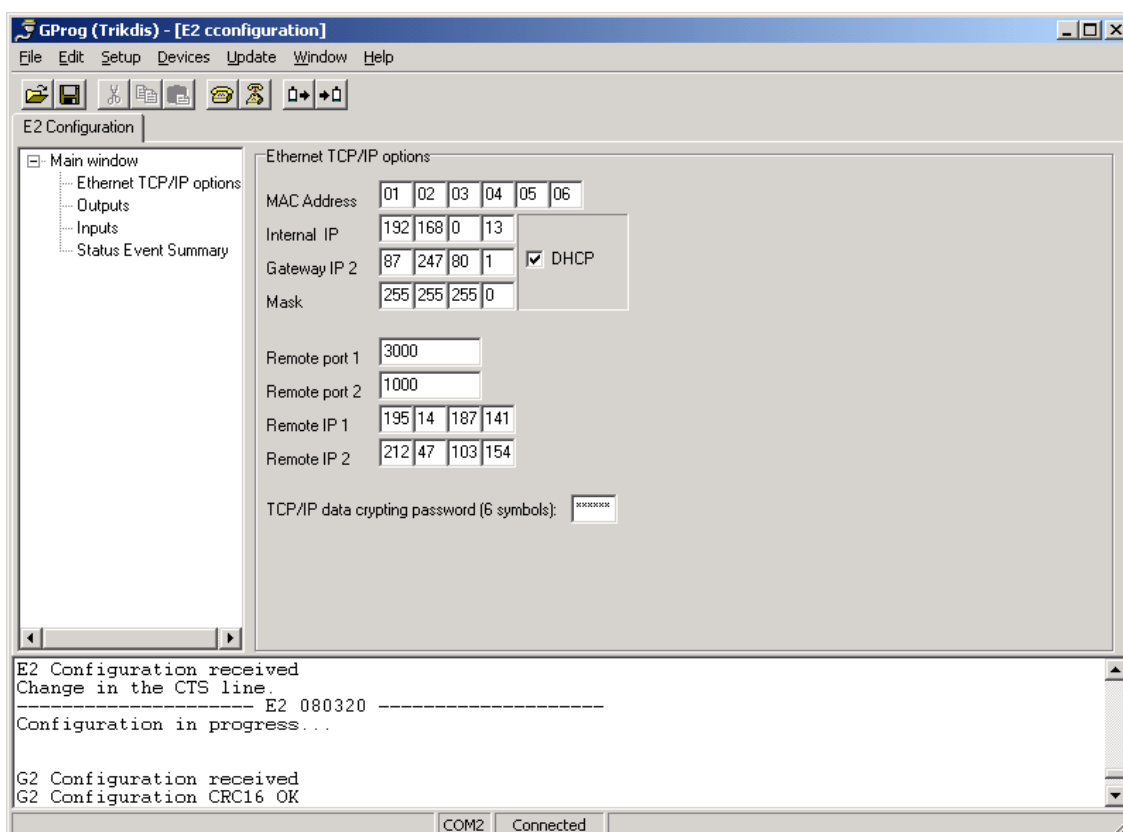 GProg (Trikdis) - [E2 cconfiguration]
File Edit Setup Devices Update Window Help
E2 Configuration
Main window
Ethernet TCP/IP options
Outputs
Inputs
Status Event Summary
Ethernet TCP/IP options
MAC Address 01 02 03 04 05 06
Internal IP 192 168 0 13
DHCP
Gateway IP 2 87 247 80 1
Mask 255 255 255 0
Remote port 1 3000
Remote port 2 1000
Remote IP 1 195 14 187 141
Remote IP 2 212 47 103 154
TCP/IP data crypting password (6 symbols): ******
E2 Configuration received
Change in the CTS line.
--------------------- E2 080320 --------------------
Configuration in progress...
G2 Configuration received
G2 Configuration CRC16 OK
COM2 Connected